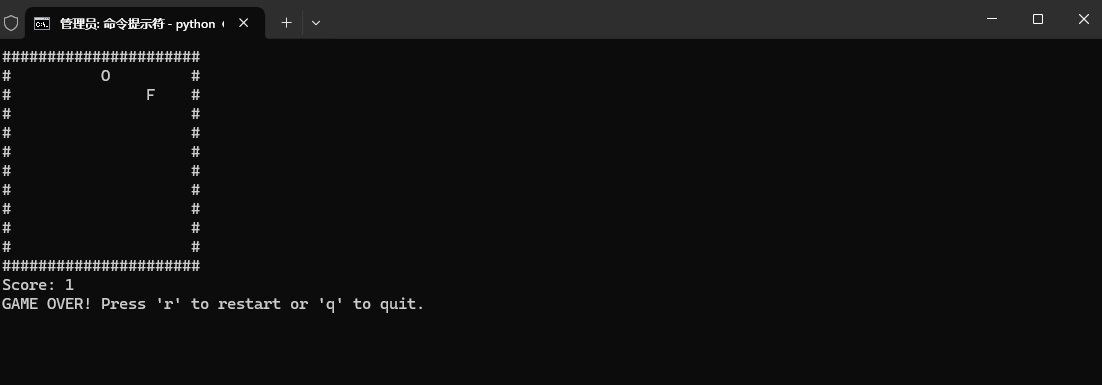 管理员: 命令提示符 - python
######################
#          O         #
#               F    #
#                    #
#                    #
#                    #
#                    #
#                    #
#                    #
#                    #
#                    #
######################
Score: 1
GAME OVER! Press 'r' to restart or 'q' to quit.